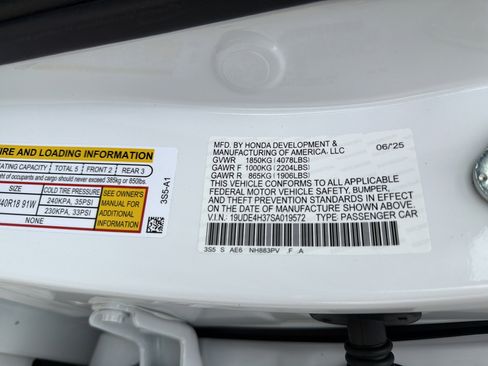 TIRE AND LOADING INFORMATION
SEATING CAPACITY TOTAL 5 FRONT 2 REAR 3
of occupants and cargo should never exceed 385kg or 850lbs.
SIZE COLD TIRE PRESSURE SEE OWNER'S MANUAL FOR ADDITIONAL INFORMATION
40R18 91W 240KPA, 35PSI
230KPA, 33PSI
NONE
3S5-A1
MFD. BY HONDA DEVELOPMENT & 06/25
MANUFACTURING OF AMERICA, LLC
GVWR 1850KG(4078LBS)
GAWR F 1000KG(2204LBS)
GAWR R 865KG(1906LBS)
THIS VEHICLE CONFORMS TO ALL APPLICABLE
FEDERAL MOTOR VEHICLE SAFETY, BUMPER,
AND THEFT PREVENTION STANDARDS IN EFFECT
ON THE DATE OF MANUFACTURE SHOWN ABOVE.
V.I.N: 19UDE4H37SA019572 TYPE PASSENGER CAR
3S5 S AE6 NH883PV .F .A